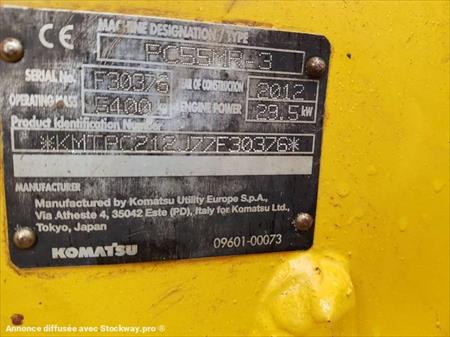 CE MACHINE DESIGNATION / TYPE
PC55MR-3
SERIAL No. F30376 YEAR OF CONSTRUCTION 2012
OPERATING MASS 5400 ENGINE POWER 29.5 kW
Product Identification Number
*KMTPC212J77F30376*
MANUFACTURER
Manufactured by Komatsu Utility Europe S.p.A.,
Via Atheste 4, 35042 Este (PD), Italy for Komatsu Ltd.,
Tokyo, Japan
KOMATSU 09601-00073
Annonce diffusée avec Stockway.pro ®